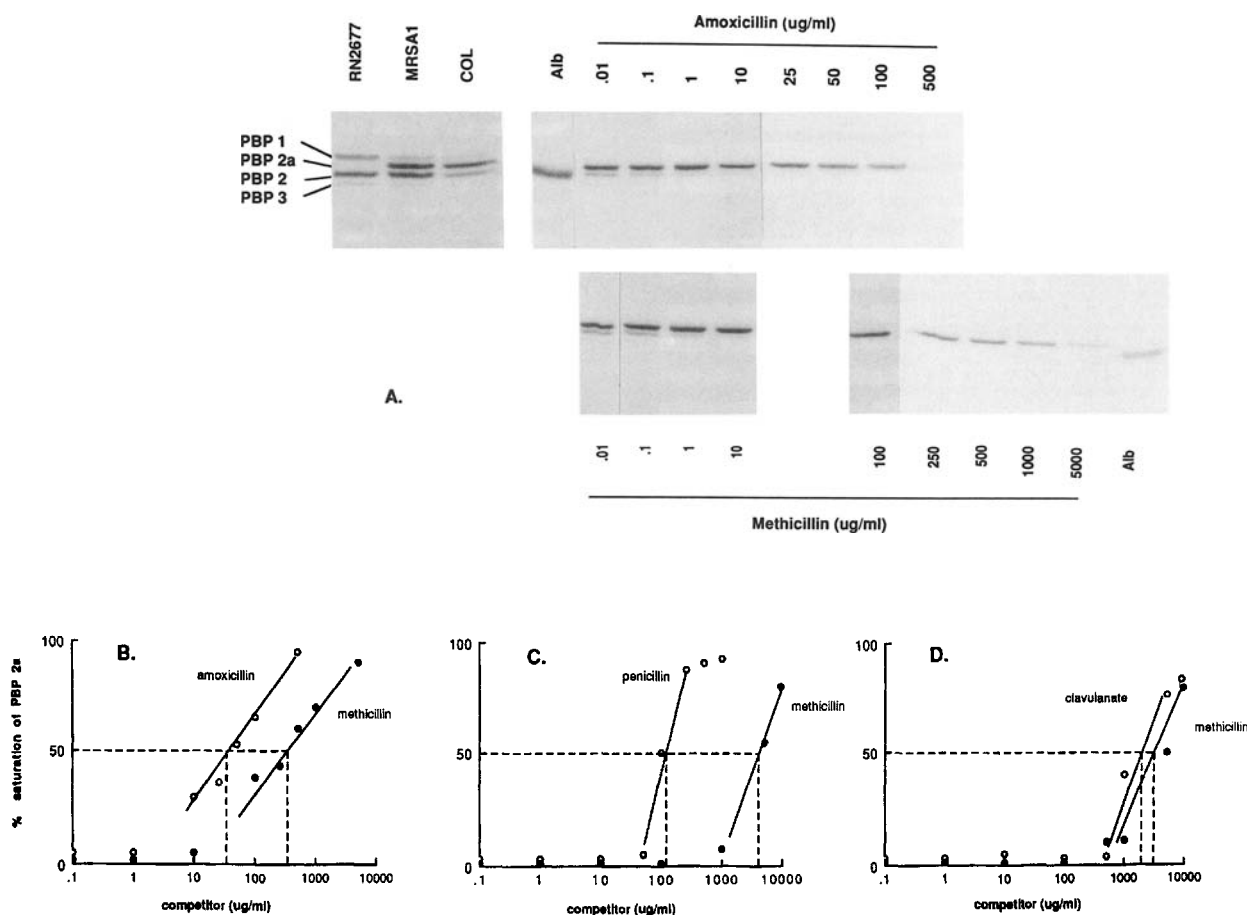 Amoxicillin (ug/ml)
RN2677 MRSA1 COL Alb .01 .1 1 10 25 50 100 500
PBP 1
PBP 2a
PBP 2
PBP 3
A.
.01 .1 1 10 100 250 500 1000 5000 Alb
Methicillin (ug/ml)
% saturation of PBP 2a
100
50
0
B.
amoxicillin
methicillin
.1 1 10 100 1000 10000
competitor (ug/ml)
100
50
0
C.
penicillin
methicillin
.1 1 10 100 1000 10000
competitor (ug/ml)
100
50
0
D.
clavulanate
methicillin
.1 1 10 100 1000 10000
competitor (ug/ml)